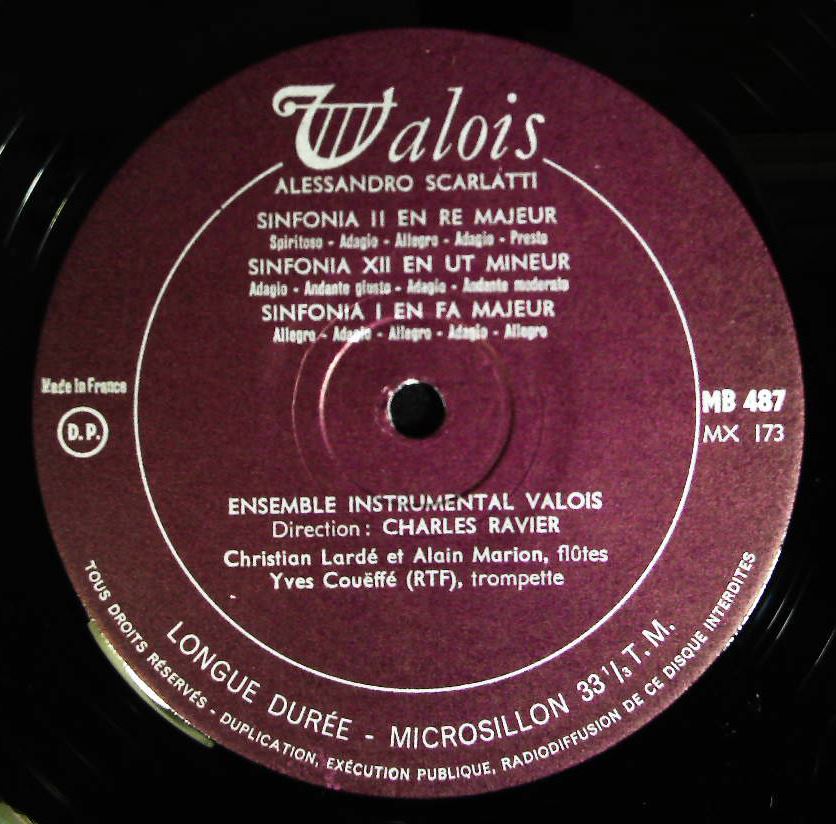 Valois
ALESSANDRO SCARLATTI
SINFONIA II EN RE MAJEUR
Spiritoso - Adagio - Allegro - Adagio - Presto
SINFONIA XII EN UT MINEUR
Adagio - Andante giusto - Adagio - Andante moderato
SINFONIA I EN FA MAJEUR
Allegro - Adagio - Allegro - Adagio - Allegro
Made in France
D.P.
MB 487
MX 173
ENSEMBLE INSTRUMENTAL VALOIS
Direction : CHARLES RAVIER
Christian Lardé et Alain Marion, flûtes
Yves Couëffé (RTF), trompette
LONGUE DURÉE - MICROSILLON 33 1/3 T. M.
TOUS DROITS RÉSERVÉS - DUPLICATION, EXÉCUTION PUBLIQUE, RADIODIFFUSION DE CE DISQUE INTERDITES